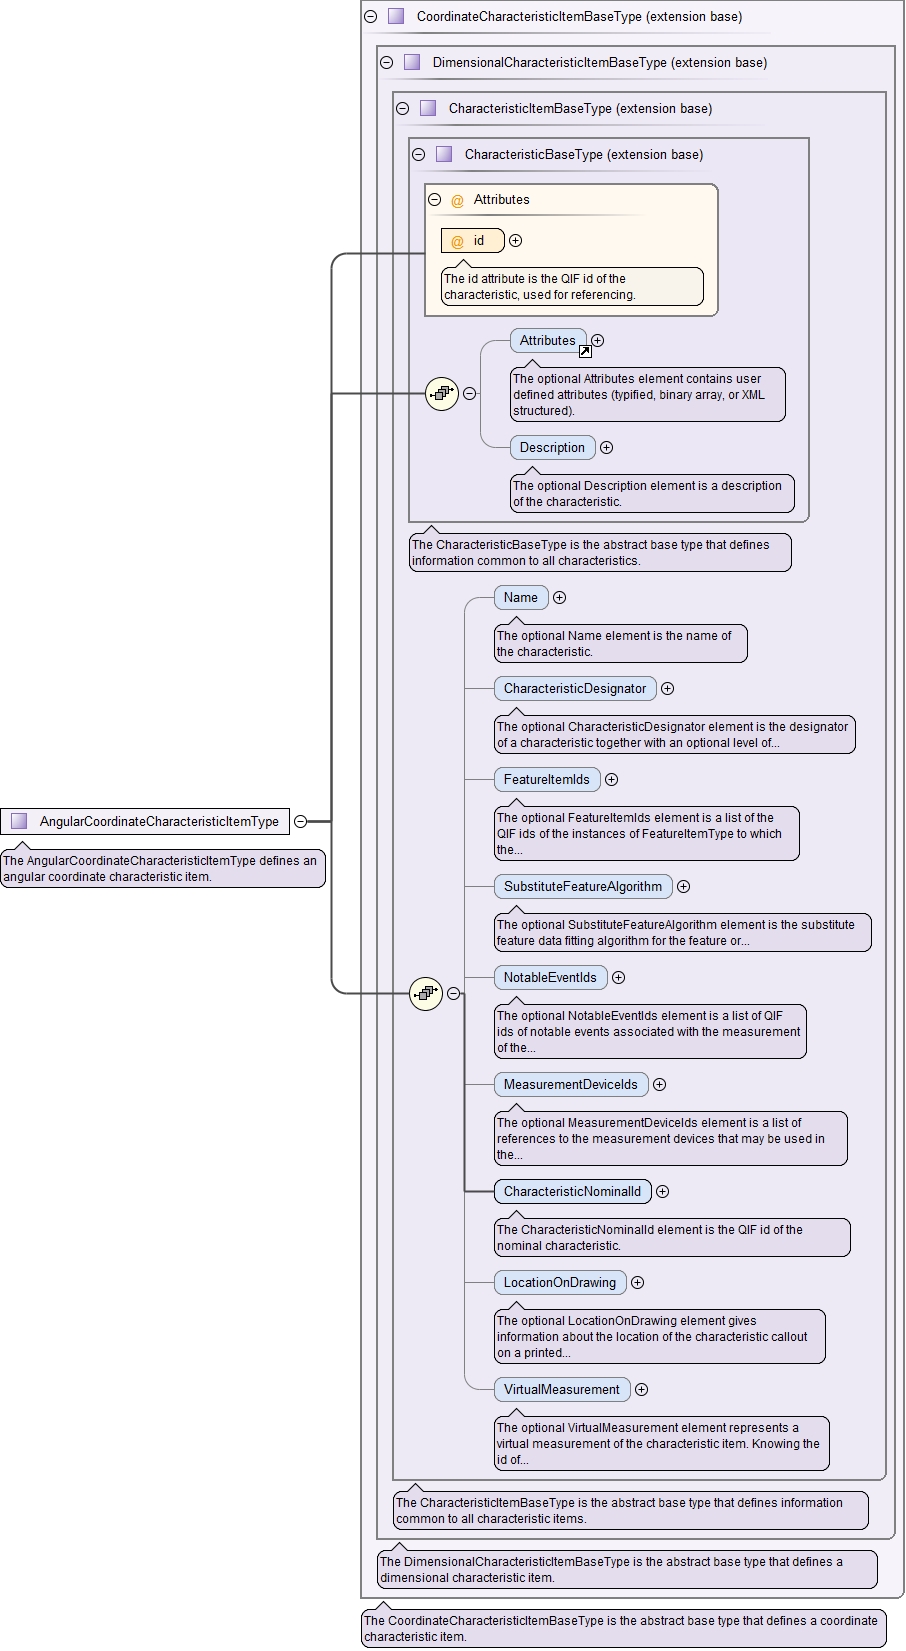 CoordinateCharacteristicItemBaseType (extension base)
DimensionalCharacteristicItemBaseType (extension base)
CharacteristicItemBaseType (extension base)
CharacteristicBaseType (extension base)
@ Attributes
@ id
The id attribute is the QIF id of the
characteristic, used for referencing.
Attributes
The optional Attributes element contains user
defined attributes (typified, binary array, or XML
structured).
Description
The optional Description element is a description
of the characteristic.
The CharacteristicBaseType is the abstract base type that defines
information common to all characteristics.
Name
The optional Name element is the name of
the characteristic.
CharacteristicDesignator
The optional CharacteristicDesignator element is the designator
of a characteristic together with an optional level of...
FeatureItemIds
The optional FeatureItemIds element is a list of the
QIF ids of the instances of FeatureItemType to which
the...
AngularCoordinateCharacteristicItemType
The AngularCoordinateCharacteristicItemType defines an
angular coordinate characteristic item.
SubstituteFeatureAlgorithm
The optional SubstituteFeatureAlgorithm element is the substitute
feature data fitting algorithm for the feature or...
NotableEventIds
The optional NotableEventIds element is a list of QIF
ids of notable events associated with the measurement
of the...
MeasurementDeviceIds
The optional MeasurementDeviceIds element is a list of
references to the measurement devices that may be used in
the...
CharacteristicNominalId
The CharacteristicNominalId element is the QIF id of the
nominal characteristic.
LocationOnDrawing
The optional LocationOnDrawing element gives
information about the location of the characteristic callout
on a printed...
VirtualMeasurement
The optional VirtualMeasurement element represents a
virtual measurement of the characteristic item. Knowing the
id of...
The CharacteristicItemBaseType is the abstract base type that defines information
common to all characteristic items.
The DimensionalCharacteristicItemBaseType is the abstract base type that defines a
dimensional characteristic item.
The CoordinateCharacteristicItemBaseType is the abstract base type that defines a coordinate
characteristic item.